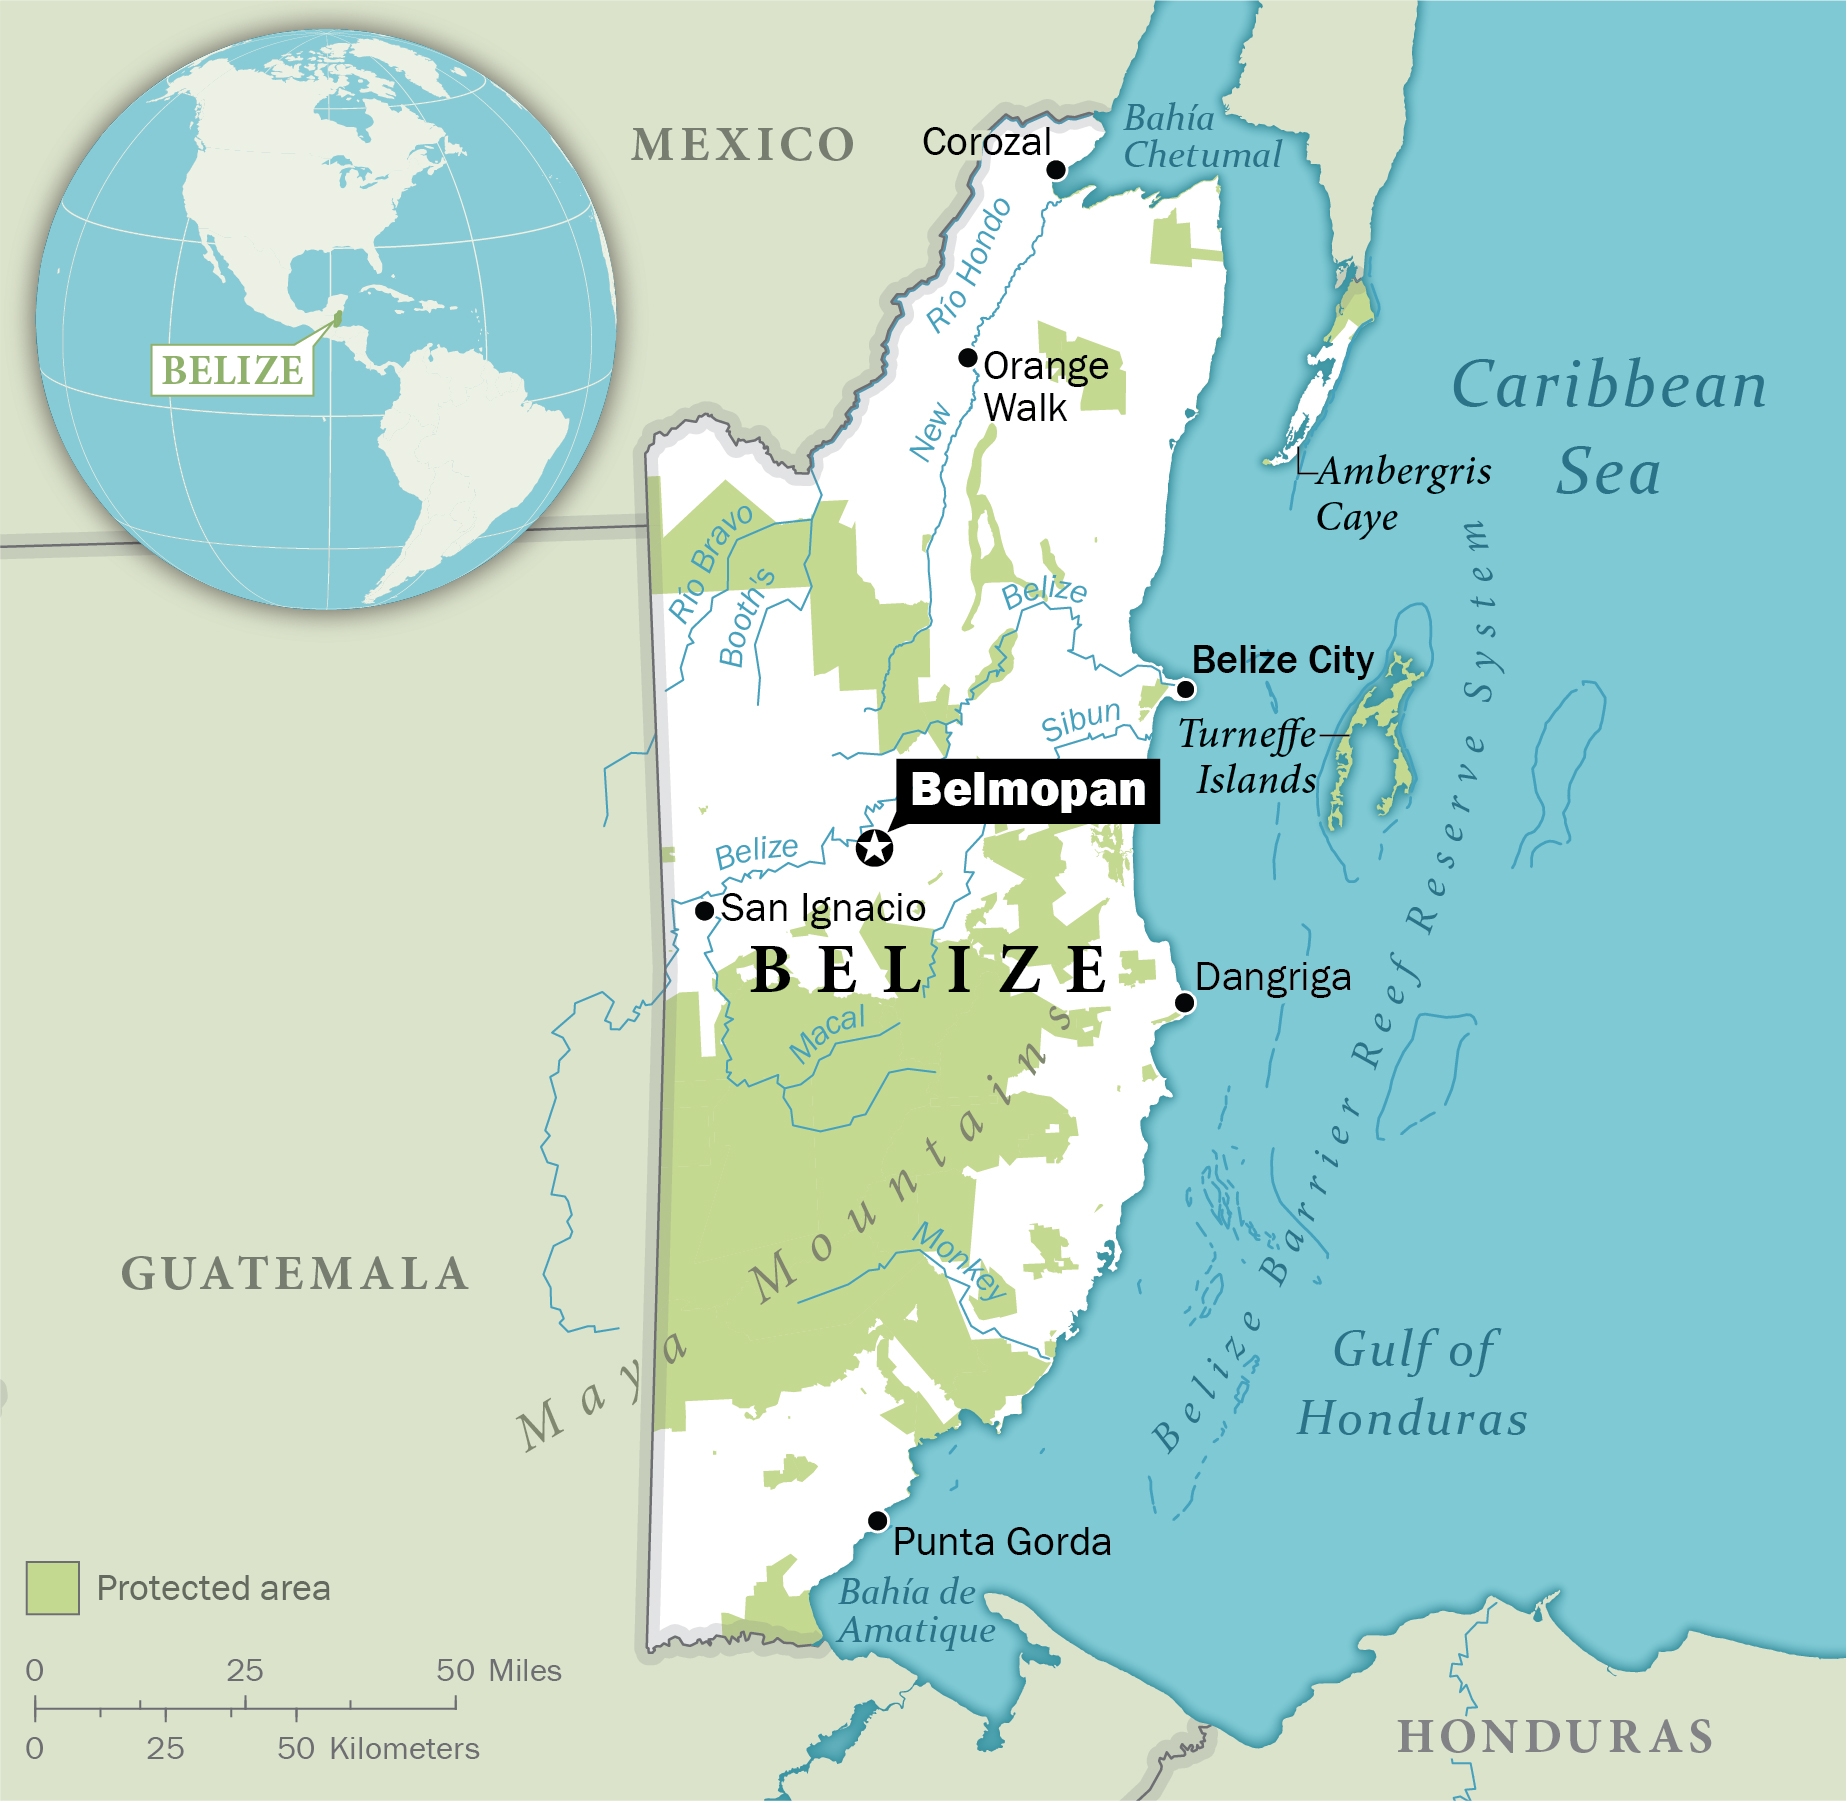 MEXICO
Corozal
Bahía
Chetumal
Río Hondo
BELIZE
Orange
Walk
New
Caribbean
Sea
Ambergris
Caye
Río Bravo
Booth's
Belize
Belize City
Sibun
Turneffe
Islands
Belmopan
Belize
San Ignacio
BELIZE
Dangriga
Macal
Maya Mountains
Monkey
GUATEMALA
Belize Barrier Reef Reserve System
Gulf of
Honduras
Punta Gorda
Bahía de
Amatique
HONDURAS
Protected area
0 25 50 Miles
0 25 50 Kilometers